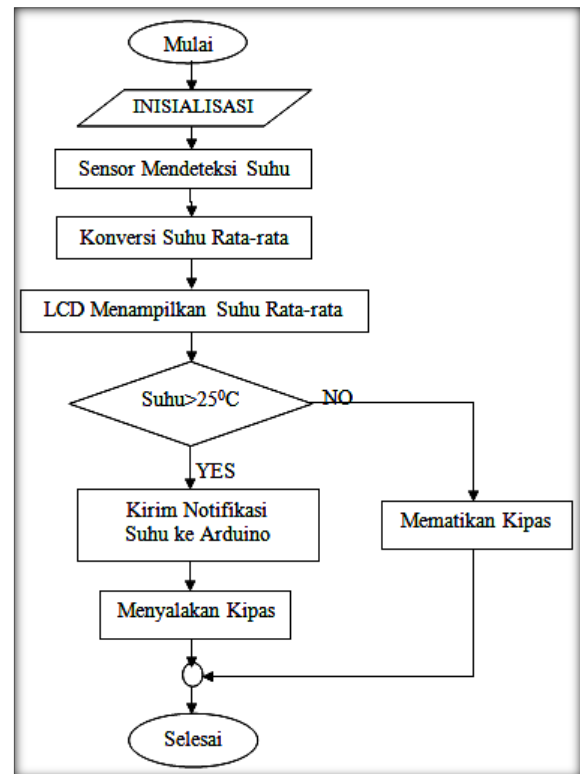 Mulai
INISIALISASI
Sensor Mendeteksi Suhu
Konversi Suhu Rata-rata
LCD Menampilkan Suhu Rata-rata
Suhu>25⁰C
NO
YES
Kirim Notifikasi
Suhu ke Arduino
Mematikan Kipas
Menyalakan Kipas
Selesai